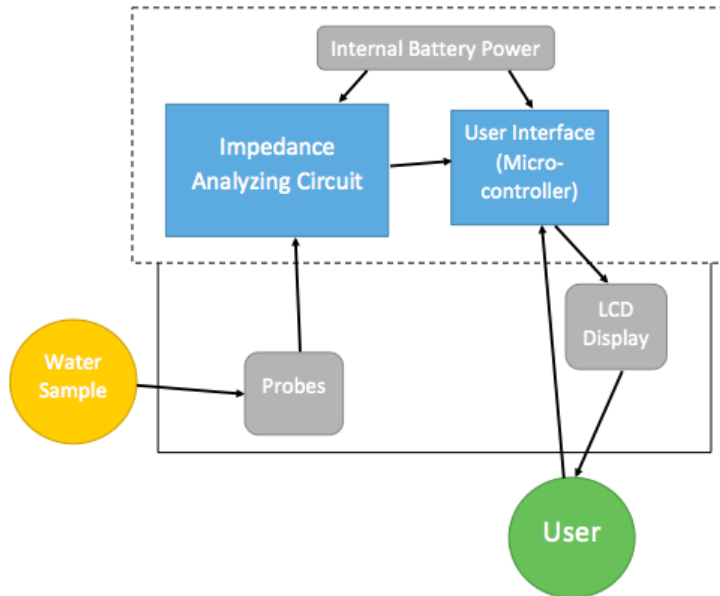 Internal Battery Power
Impedance
Analyzing Circuit
User Interface
(Micro-
controller)
LCD
Display
Water
Sample
Probes
User